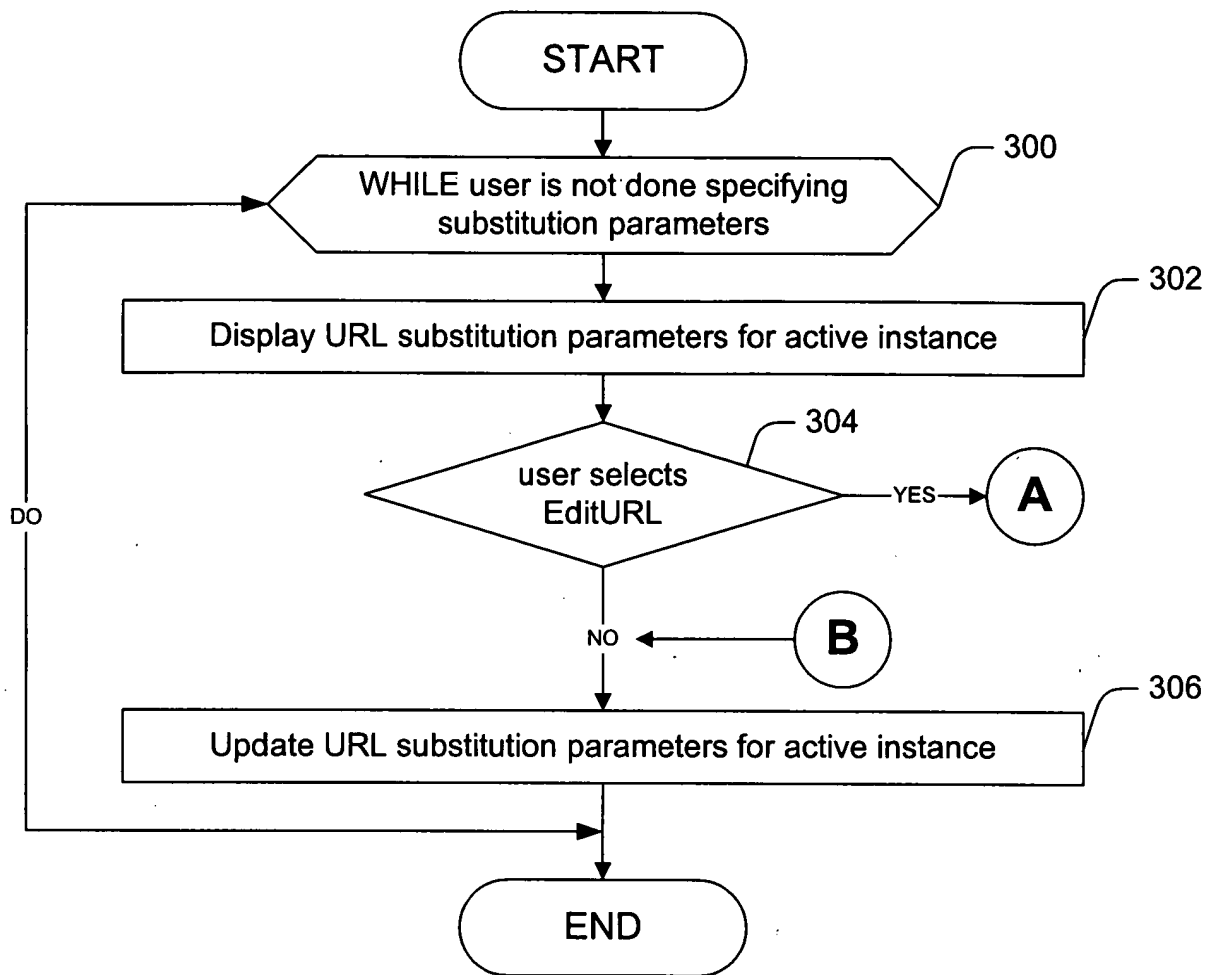 START
300
WHILE user is not done specifying
substitution parameters
302
Display URL substitution parameters for active instance
304
user selects
EditURL
YES
A
DO
NO
B
306
Update URL substitution parameters for active instance
END